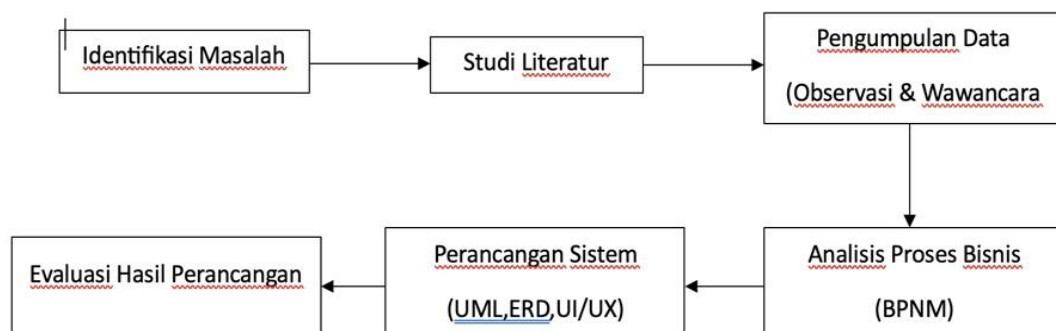 Identifikasi Masalah
Studi Literatur
Pengumpulan Data
(Observasi & Wawancara
Analisis Proses Bisnis
(BPNM)
Perancangan Sistem
(UML,ERD,UI/UX)
Evaluasi Hasil Perancangan